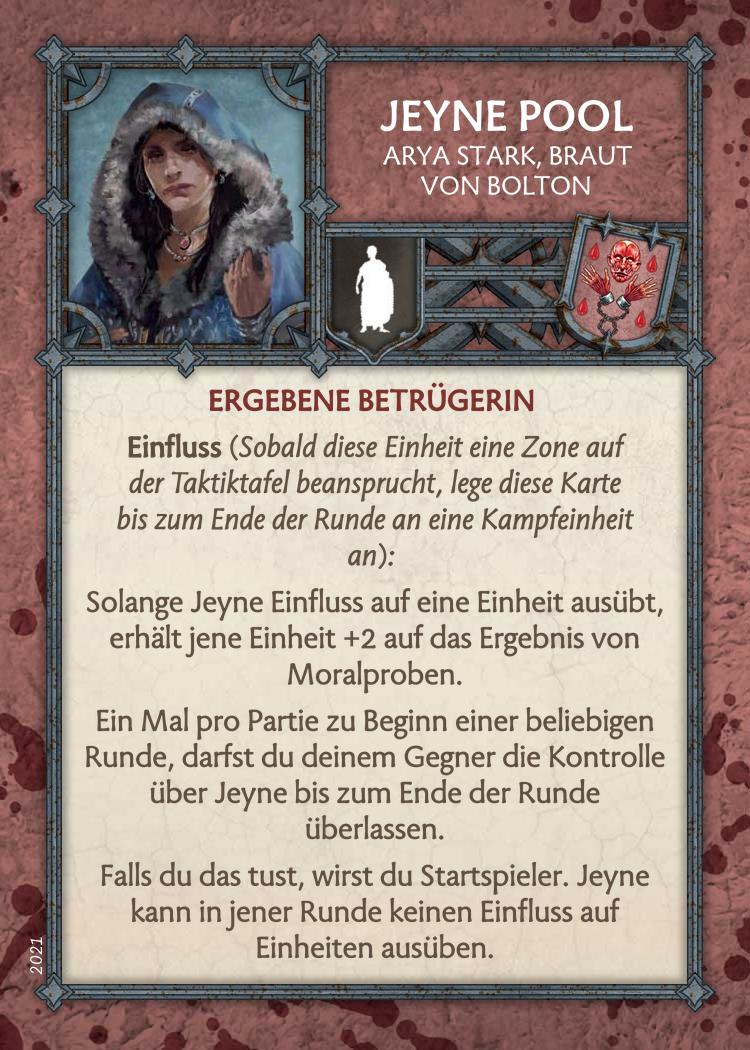 JEYNE POOL
ARYA STARK, BRAUT
VON BOLTON
ERGEBENE BETRÜGERIN
Einfluss (Sobald diese Einheit eine Zone auf
der Taktiktafel beansprucht, lege diese Karte
bis zum Ende der Runde an eine Kampfeinheit
an):
Solange Jeyne Einfluss auf eine Einheit ausübt,
erhält jene Einheit +2 auf das Ergebnis von
Moralproben.
Ein Mal pro Partie zu Beginn einer beliebigen
Runde, darfst du deinem Gegner die Kontrolle
über Jeyne bis zum Ende der Runde
überlassen.
Falls du das tust, wirst du Startspieler. Jeyne
kann in jener Runde keinen Einfluss auf
Einheiten ausüben.
2021